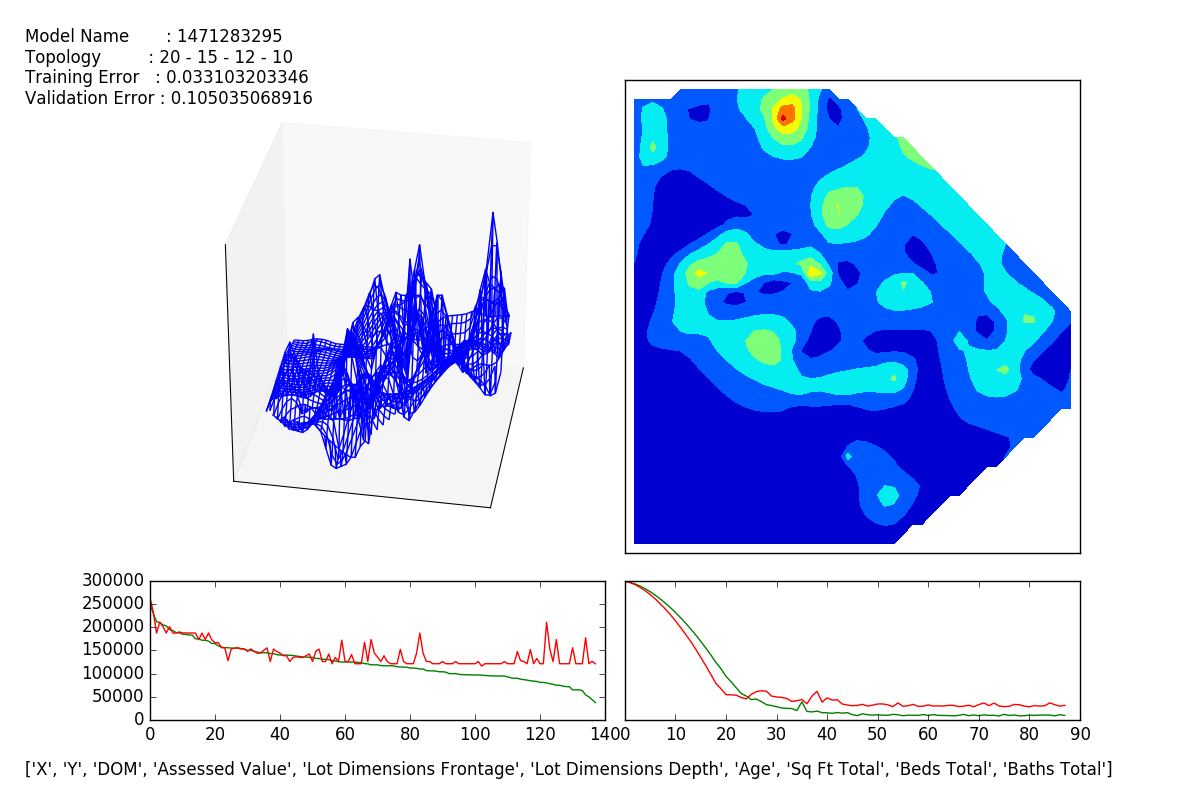 Model Name : 1471283295
Topology : 20 - 15 - 12 - 10
Training Error : 0.033103203346
Validation Error : 0.105035068916
300000
250000
200000
150000
100000
50000
0
0 20 40 60 80 100 120 140
0 10 20 30 40 50 60 70 80 90
['X', 'Y', 'DOM', 'Assessed Value', 'Lot Dimensions Frontage', 'Lot Dimensions Depth', 'Age', 'Sq Ft Total', 'Beds Total', 'Baths Total']